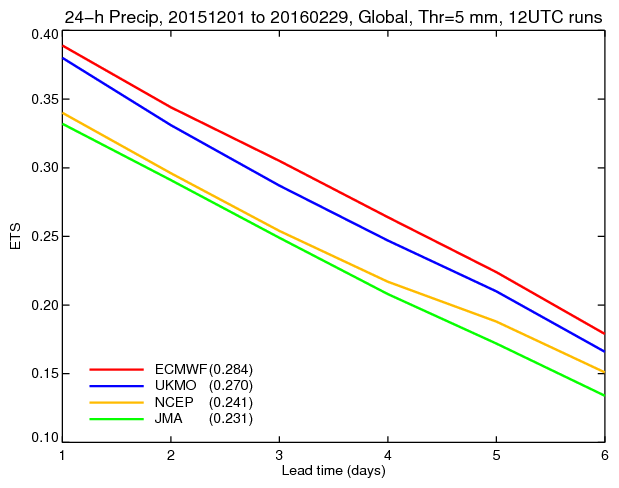 24-h Precip, 20151201 to 20160229, Global, Thr=5 mm, 12UTC runs
0.40
0.35
0.30
0.25
0.20
0.15
0.10
ETS
ECMWF (0.284)
UKMO (0.270)
NCEP (0.241)
JMA (0.231)
1 2 3 4 5 6
Lead time (days)